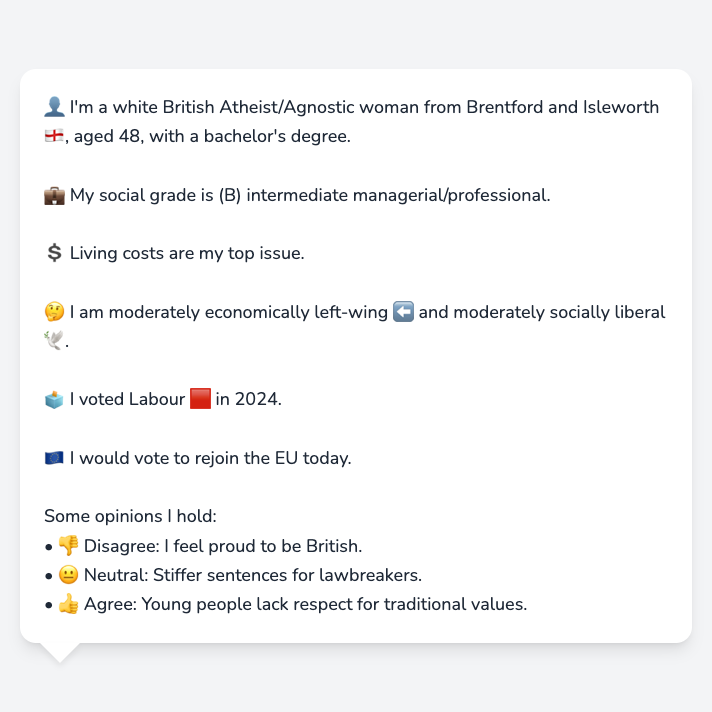 👤 I'm a white British Atheist/Agnostic woman from Brentford and Isleworth
🏴󠁧󠁢󠁥󠁮󠁧󠁿, aged 48, with a bachelor's degree.
💼 My social grade is (B) intermediate managerial/professional.
💲 Living costs are my top issue.
🤔 I am moderately economically left-wing ⬅️ and moderately socially liberal
🕊️.
🗳️ I voted Labour 🟥 in 2024.
🇪🇺 I would vote to rejoin the EU today.
Some opinions I hold:
• 👎 Disagree: I feel proud to be British.
• 😐 Neutral: Stiffer sentences for lawbreakers.
• 👍 Agree: Young people lack respect for traditional values.